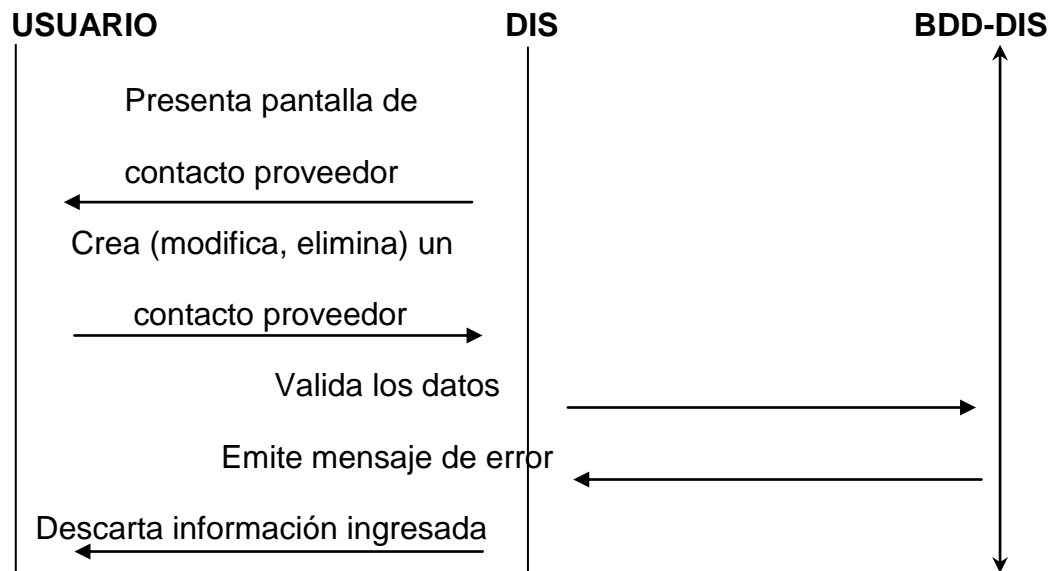 USUARIO DIS BDD-DIS
Presenta pantalla de
contacto proveedor
Crea (modifica, elimina) un
contacto proveedor
Valida los datos
Emite mensaje de error
Descarta información ingresada